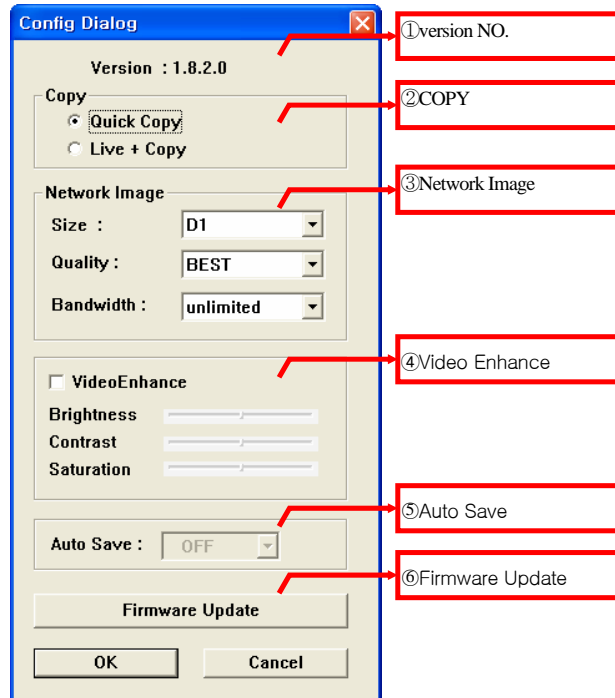 Config Dialog
Version : 1.8.2.0
Copy
Quick Copy
Live + Copy
Network Image
Size :
D1
Quality :
BEST
Bandwidth :
unlimited
VideoEnhance
Brightness
Contrast
Saturation
Auto Save :
OFF
Firmware Update
OK
Cancel
①version NO.
②COPY
③Network Image
④Video Enhance
⑤Auto Save
⑥Firmware Update